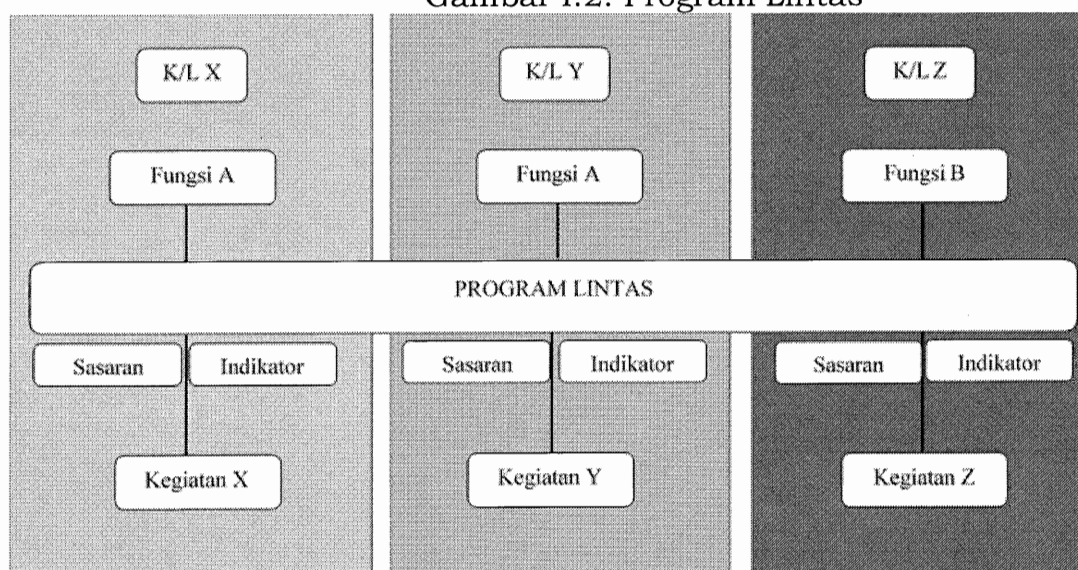 Gambar 1.2. Program Lintas
K/L X
K/L Y
K/L Z
Fungsi A
Fungsi A
Fungsi B
PROGRAM LINTAS
Sasaran
Indikator
Sasaran
Indikator
Sasaran
Indikator
Kegiatan X
Kegiatan Y
Kegiatan Z